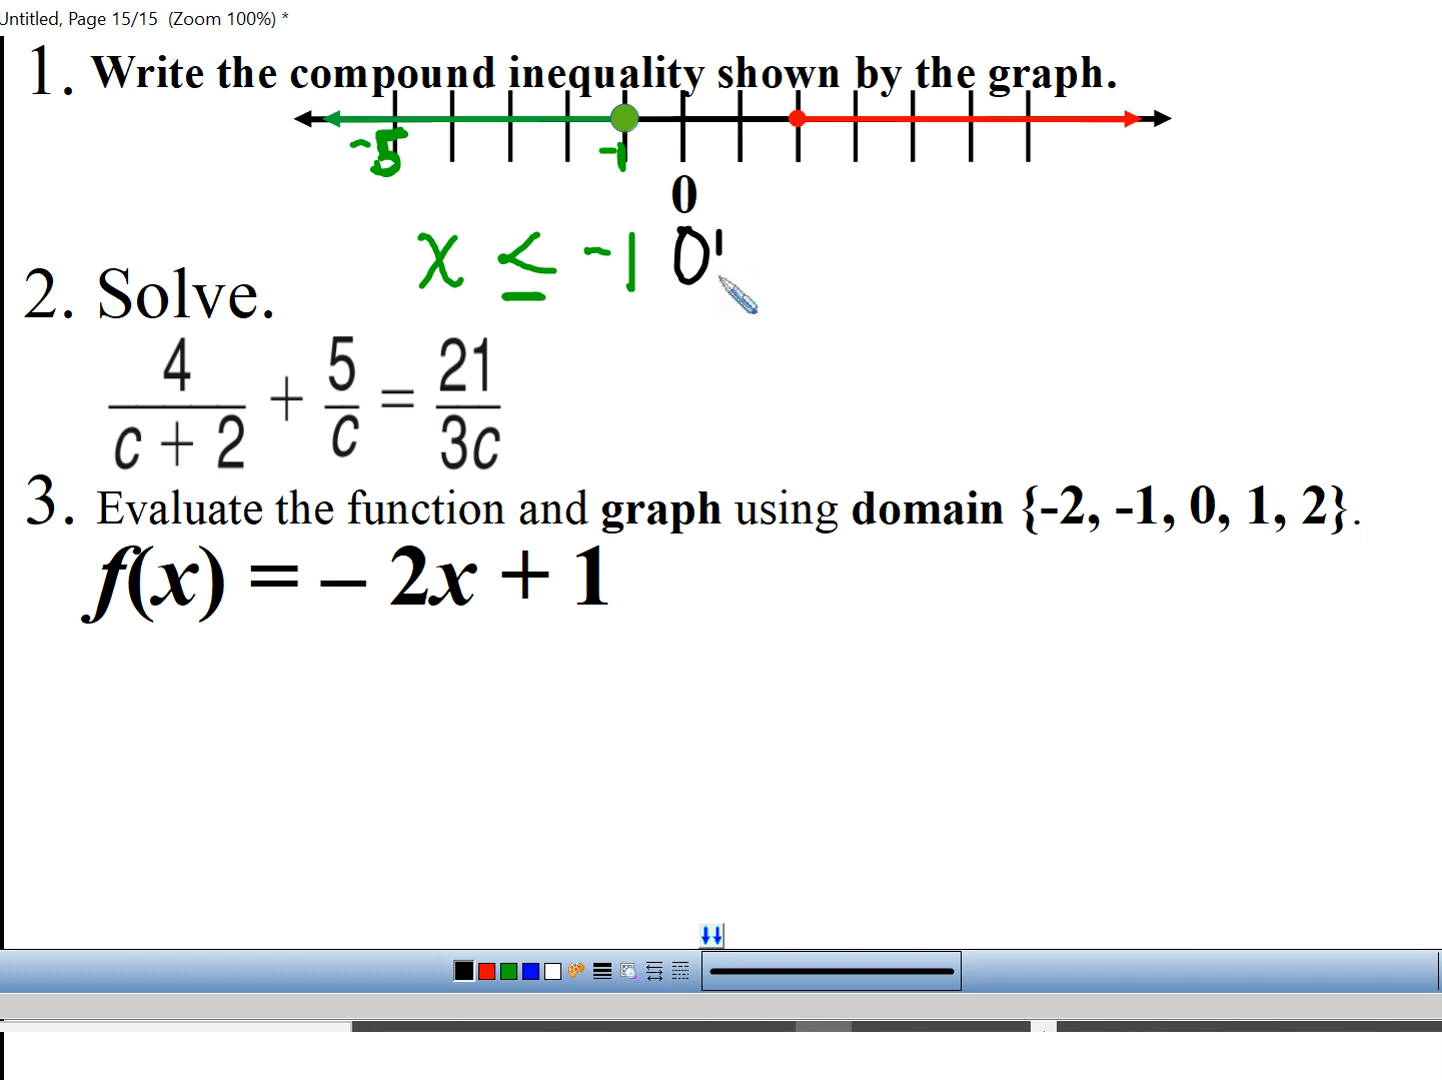 Untitled, Page 15/15 (Zoom 100%) *
1. Write the compound inequality shown by the graph.
-5 -1
0
x ≤ -1
2. Solve.
4/(c + 2) + 5/c = 21/3c
3. Evaluate the function and graph using domain {-2, -1, 0, 1, 2}.
f(x) = – 2x + 1